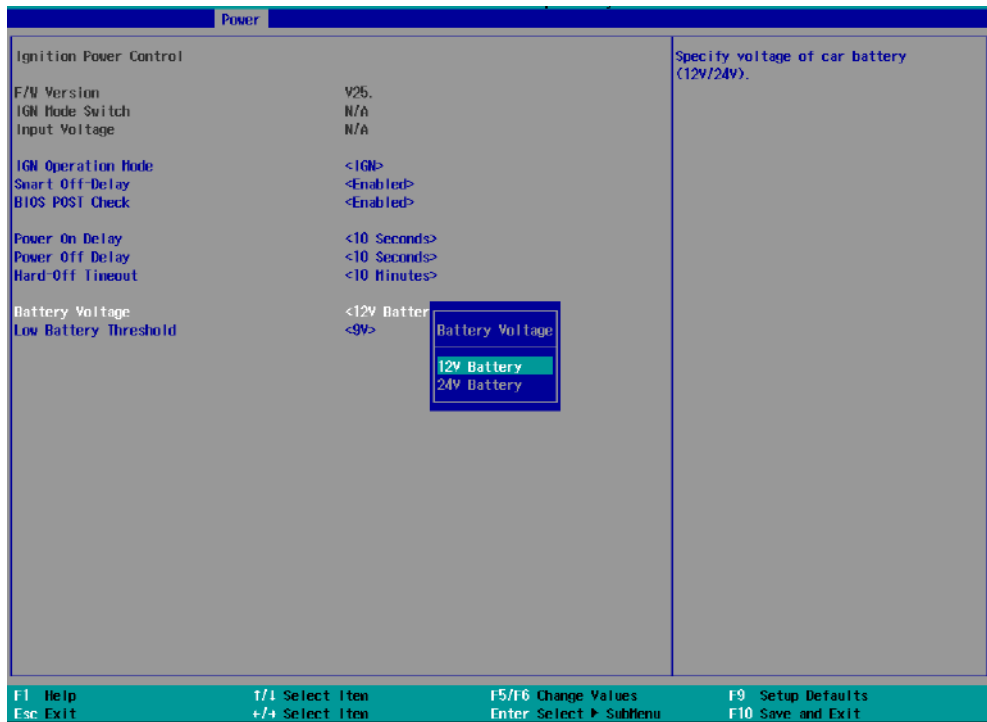 Power
Ignition Power Control
Specify voltage of car battery
(12V/24V).
F/W Version V25.
IGN Mode Switch N/A
Input Voltage N/A
IGN Operation Mode <IGN>
Smart Off-Delay <Enabled>
BIOS POST Check <Enabled>
Power On Delay <10 Seconds>
Power Off Delay <10 Seconds>
Hard-Off Timeout <10 Minutes>
Battery Voltage <12V Batter
Low Battery Threshold <9V>
Battery Voltage
12V Battery
24V Battery
F1 Help ↑/↓ Select Item F5/F6 Change Values F9 Setup Defaults
Esc Exit ←/→ Select Item Enter Select ▶ SubMenu F10 Save and Exit